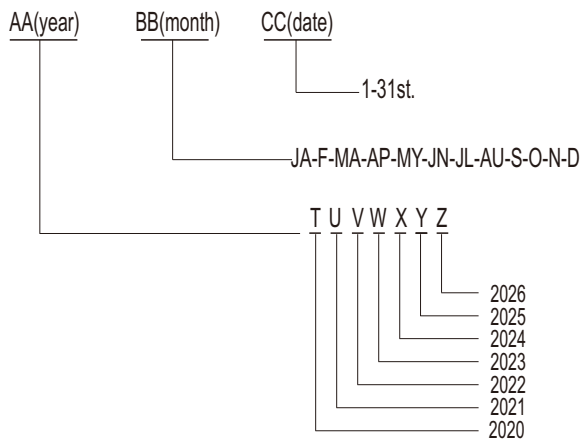 AA(year) BB(month) CC(date)
1-31st.
JA-F-MA-AP-MY-JN-JL-AU-S-O-N-D
T U V W X Y Z
2026
2025
2024
2023
2022
2021
2020